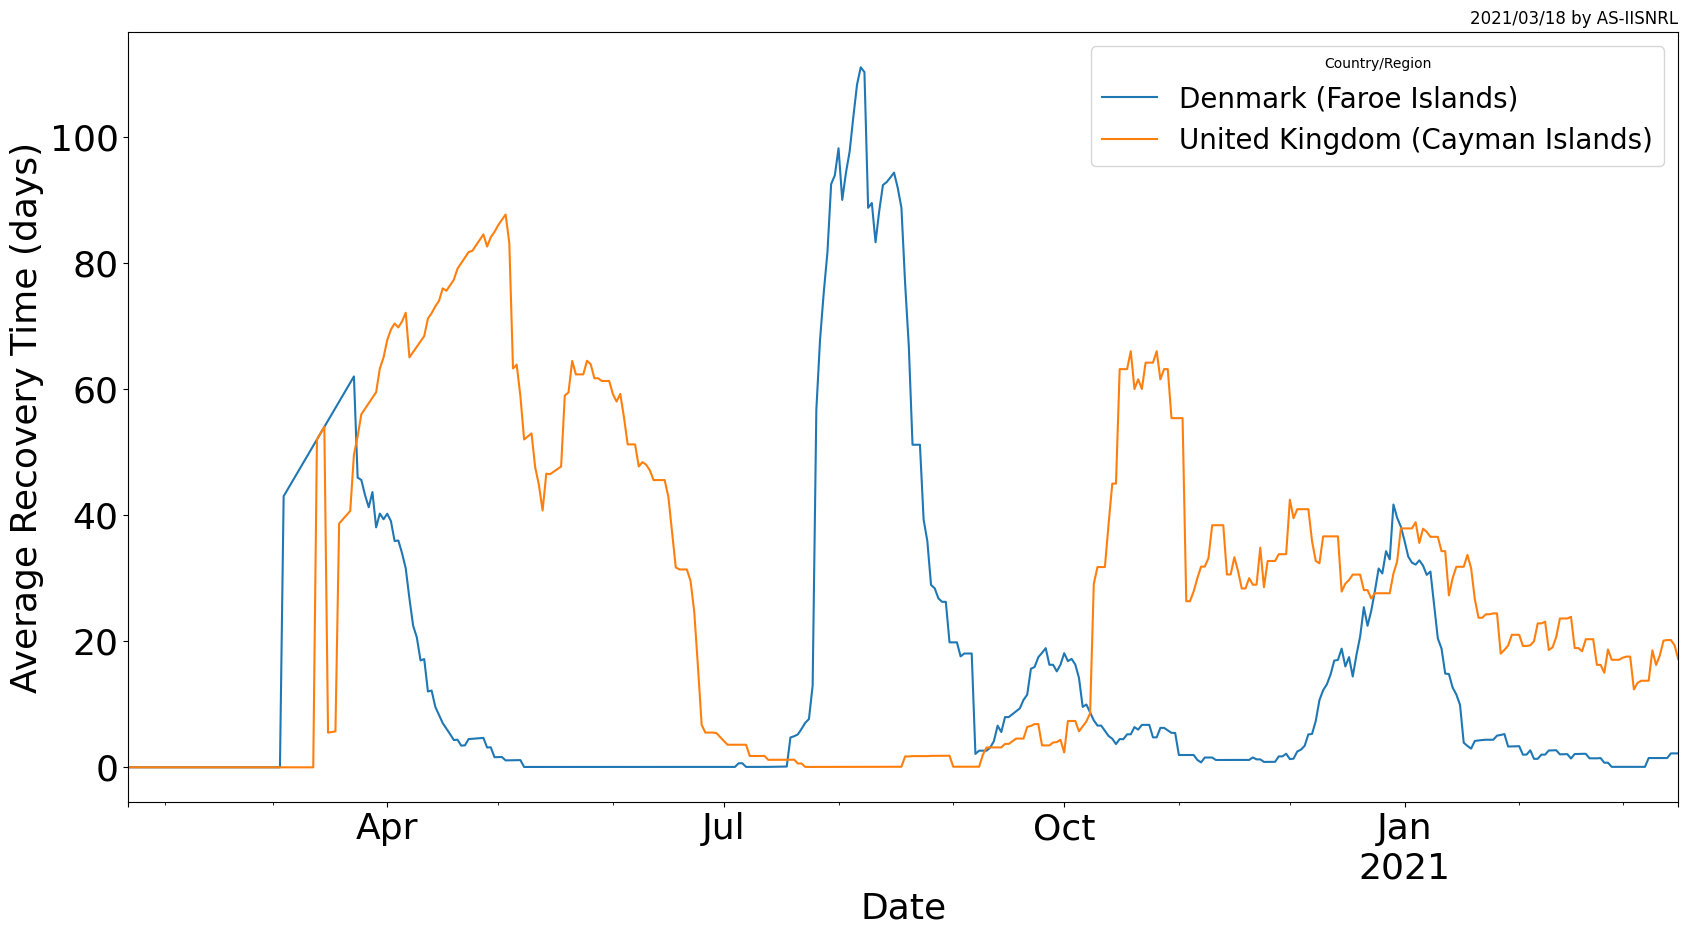 2021/03/18 by AS-IISNRL
Country/Region
Denmark (Faroe Islands)
United Kingdom (Cayman Islands)
Average Recovery Time (days)
100
80
60
40
20
0
Apr
Jul
Oct
Jan
2021
Date